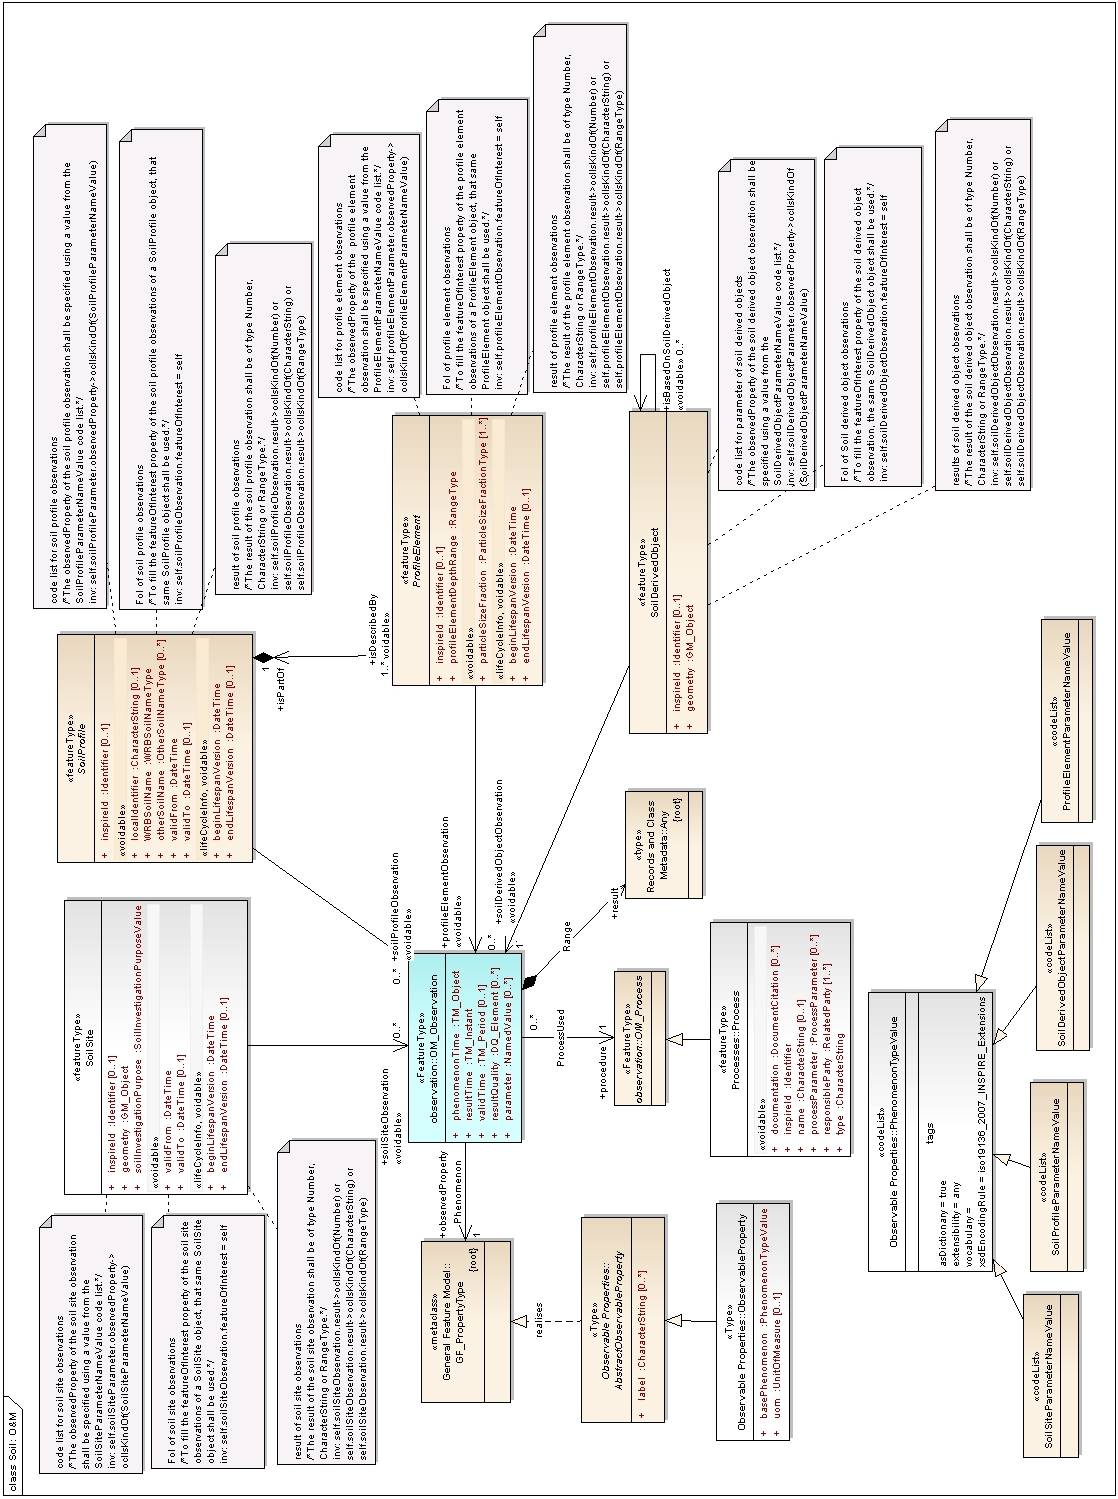 class Soil: O&M
code list for soil site observations
/*The observedProperty of the soil site observation
shall be specified using a value from the
SoilSiteParameterNameValue code list.*/
inv: self.soilSiteParameter.observedProperty->
oclIsKindOf(SoilSiteParameterNameValue)
FoI of soil site observations
/*To fill the featureOfInterest property of the soil site
observations of a SoilSite object, that same SoilSite
object shall be used.*/
inv: self.soilSiteObservation.featureOfInterest = self
result of soil site observations
/*The result of the soil site observation shall be of type Number,
CharacterString or RangeType.*/
inv: self.soilSiteObservation.result->oclIsKindOf(Number) or
self.soilSiteObservation.result->oclIsKindOf(CharacterString) or
self.soilSiteObservation.result->oclIsKindOf(RangeType)
«featureType»
SoilSite
+ inspireId :Identifier [0..1]
+ geometry :GM_Object
+ soilInvestigationPurpose :SoilInvestigationPurposeValue
«voidable»
+ validFrom :DateTime
+ validTo :DateTime [0..1]
«lifeCycleInfo, voidable»
+ beginLifespanVersion :DateTime
+ endLifespanVersion :DateTime [0..1]
«featureType»
SoilProfile
+ inspireId :Identifier [0..1]
«voidable»
+ localIdentifier :CharacterString [0..1]
+ WRBSoilName :WRBSoilNameType
+ otherSoilName :OtherSoilNameType [0..*]
+ validFrom :DateTime
+ validTo :DateTime [0..1]
«lifeCycleInfo, voidable»
+ beginLifespanVersion :DateTime
+ endLifespanVersion :DateTime [0..1]
code list for soil profile observations
/*The observedProperty of the soil profile observation shall be specified using a value from the
SoilProfileParameterNameValue code list.*/
inv: self.soilProfileParameter.observedProperty->oclIsKindOf(SoilProfileParameterNameValue)
FoI of soil profile observations
/*To fill the featureOfInterest property of the soil profile observations of a SoilProfile object, that
same SoilProfile object shall be used.*/
inv: self.soilProfileObservation.featureOfInterest = self
result of soil profile observations
/*The result of the soil profile observation shall be of type Number,
CharacterString or RangeType.*/
inv: self.soilProfileObservation.result->oclIsKindOf(Number) or
self.soilProfileObservation.result->oclIsKindOf(CharacterString) or
self.soilProfileObservation.result->oclIsKindOf(RangeType)
1
+isPartOf
+isDescribedBy
1..* «voidable»
«featureType»
ProfileElement
+ inspireId :Identifier [0..1]
+ profileElementDepthRange :RangeType
«voidable»
+ particleSizeFraction :ParticleSizeFractionType [1..*]
«lifeCycleInfo, voidable»
+ beginLifespanVersion :DateTime
+ endLifespanVersion :DateTime [0..1]
code list for profile element observations
/*The observedProperty of the profile element
observation shall be specified using a value from the
ProfileElementParameterNameValue code list.*/
inv: self.profileElementParameter.observedProperty->
oclIsKindOf(ProfileElementParameterNameValue)
FoI of profile element observations
/*To fill the featureOfInterest property of the profile element
observations of a ProfileElement object, that same
ProfileElement object shall be used.*/
inv: self.profileElementObservation.featureOfInterest = self
result of profile element observations
/*The result of the profile element observation shall be of type Number,
CharacterString or RangeType.*/
inv: self.profileElementObservation.result->oclIsKindOf(Number) or
self.profileElementObservation.result->oclIsKindOf(CharacterString) or
self.profileElementObservation.result->oclIsKindOf(RangeType)
+soilSiteObservation
«voidable»
0..*
0..*
+soilProfileObservation
«voidable»
+profileElementObservation
«voidable»
0..*
+soilDerivedObjectObservation
«voidable»
1
«FeatureType»
observation::OM_Observation
+ phenomenonTime :TM_Object
+ resultTime :TM_Instant
+ validTime :TM_Period [0..1]
+ resultQuality :DQ_Element [0..*]
+ parameter :NamedValue [0..*]
+observedProperty
Phenomenon
1
«metaclass»
General Feature Model::
GF_PropertyType
{root}
realises
«Type»
Observable Properties::
AbstractObservableProperty
+ label :CharacterString [0..*]
«Type»
Observable Properties::ObservableProperty
+ basePhenomenon :PhenomenonTypeValue
+ uom :UnitOfMeasure [0..1]
0..*
ProcessUsed
+procedure
1
«FeatureType»
observation::OM_Process
«featureType»
Processes::Process
«voidable»
+ documentation :DocumentCitation [0..*]
+ inspireId :Identifier
+ name :CharacterString [0..1]
+ processParameter :ProcessParameter [0..*]
+ responsibleParty :RelatedParty [1..*]
+ type :CharacterString
Range
+result
«type»
Records and Class
Metadata::Any
{root}
«featureType»
SoilDerivedObject
+ inspireId :Identifier [0..1]
+ geometry :GM_Object
+isBasedOnSoilDerivedObject
«voidable» 0..*
code list for parameter of soil derived objects
/*The observedProperty of the soil derived object observation shall be
specified using a value from the
SoilDerivedObjectParameterNameValue code list.*/
inv: self.soilDerivedObjectParameter.observedProperty->oclIsKindOf
(SoilDerivedObjectParameterNameValue)
FoI of Soil derived object observations
/*To fill the featureOfInterest property of the soil derived object
observation, the same SoilDerivedObject object shall be used.*/
inv: self.soilDerivedObjectObservation.featureOfInterest = self
results of soil derived object observations
/*The result of the soil derived object observation shall be of type Number,
CharacterString or RangeType.*/
inv: self.soilDerivedObjectObservation.result->oclIsKindOf(Number) or
self.soilDerivedObjectObservation.result->oclIsKindOf(CharacterString) or
self.soilDerivedObjectObservation.result->oclIsKindOf(RangeType)
«codeList»
Observable Properties::PhenomenonTypeValue
tags
asDictionary = true
extensibility = any
vocabulary =
xsdEncodingRule = iso19136_2007_INSPIRE_Extensions
«codeList»
SoilSiteParameterNameValue
«codeList»
SoilProfileParameterNameValue
«codeList»
SoilDerivedObjectParameterNameValue
«codeList»
ProfileElementParameterNameValue